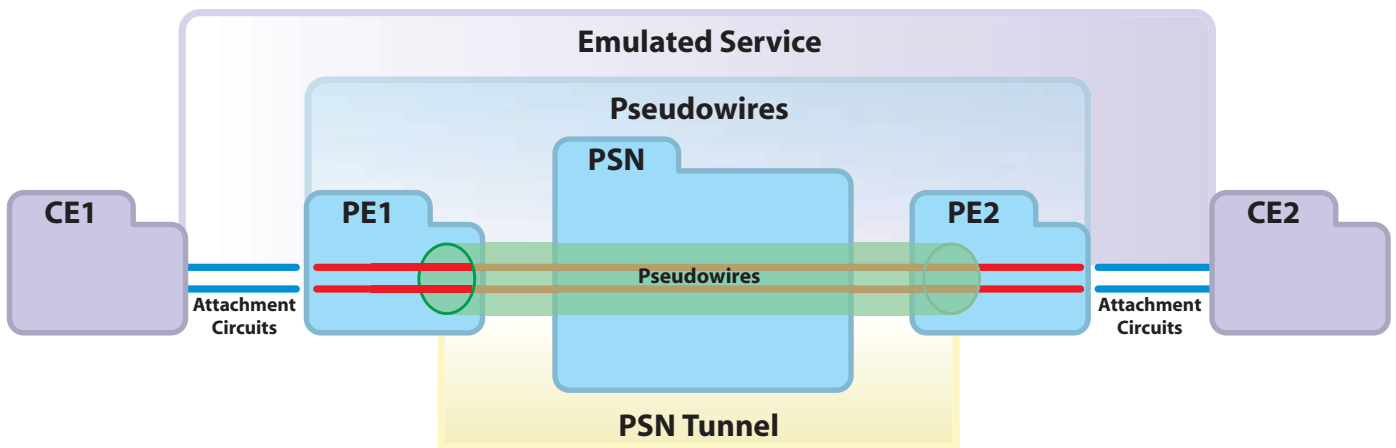 Emulated Service
Pseudowires
PSN
CE1
PE1
PE2
CE2
Pseudowires
Attachment
Circuits
Attachment
Circuits
PSN Tunnel